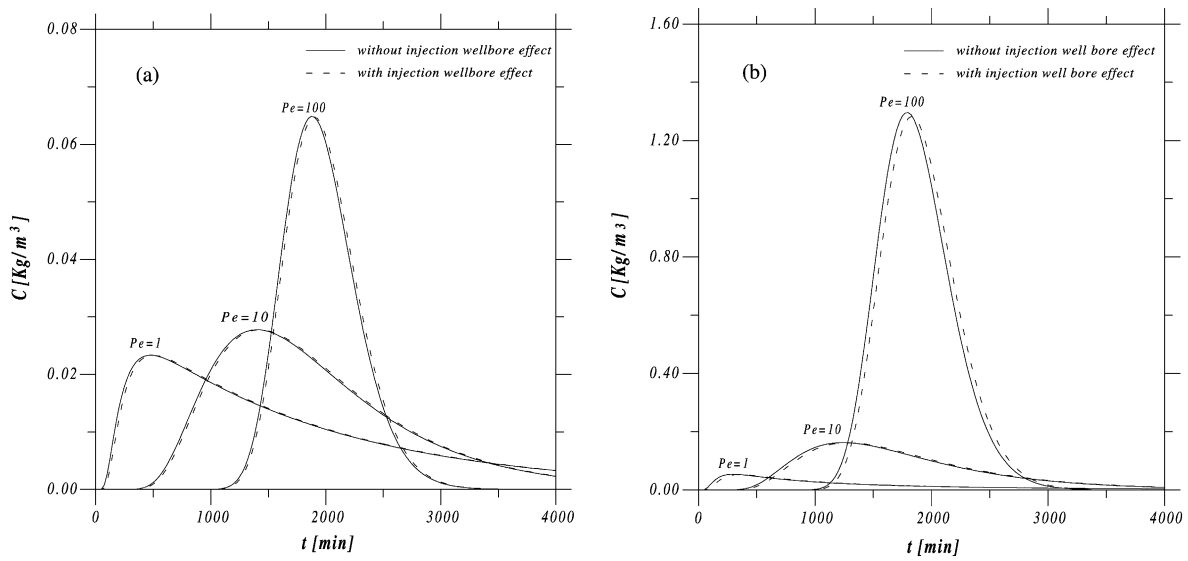 0.08
without injection wellbore effect
with injection wellbore effect
(a)
Pe=100
0.06
C [Kg/m³]
0.04
Pe=10
Pe=1
0.02
0.00
0
1000
2000
3000
4000
t [min]
1.60
without injection well bore effect
with injection well bore effect
(b)
Pe=100
1.20
C [Kg/m³]
0.80
0.40
Pe=10
Pe=1
0.00
0
1000
2000
3000
4000
t [min]